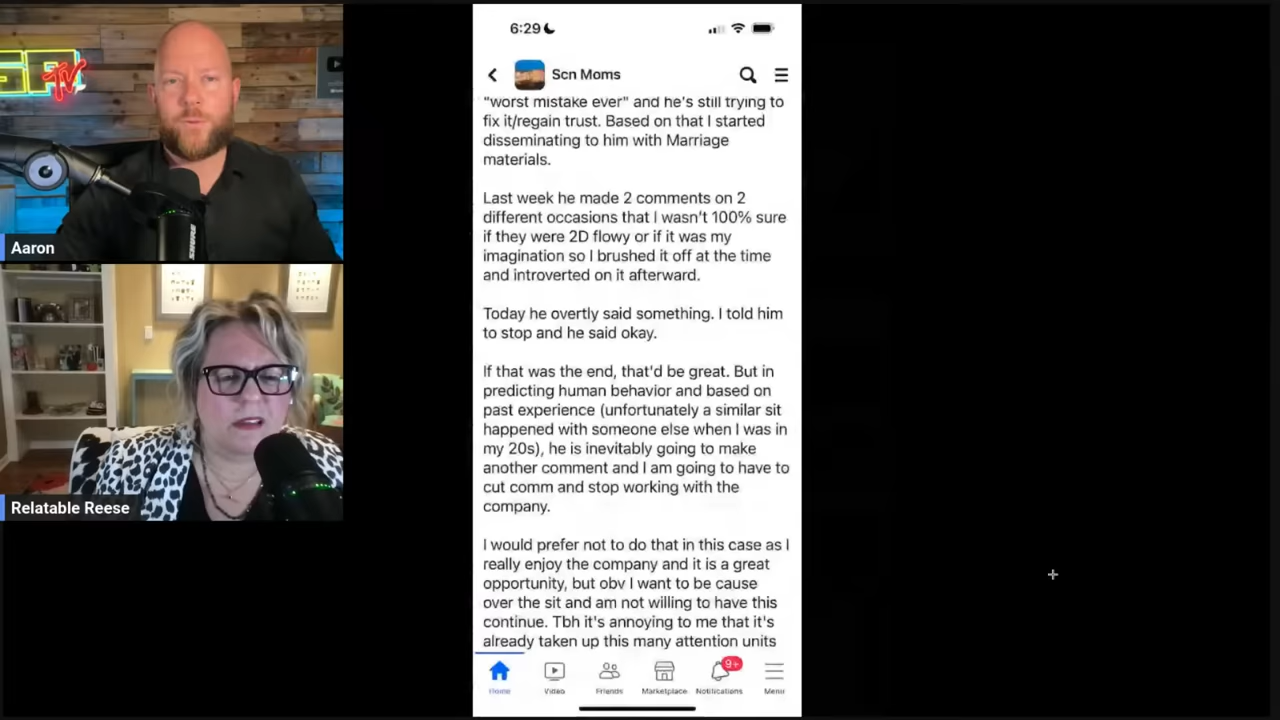 TV
Aaron
Relatable Reese
6:29
Scn Moms
"worst mistake ever" and he's still trying to
fix it/regain trust. Based on that I started
disseminating to him with Marriage
materials.
Last week he made 2 comments on 2
different occasions that I wasn't 100% sure
if they were 2D flowy or if it was my
imagination so I brushed it off at the time
and introverted on it afterward.
Today he overtly said something. I told him
to stop and he said okay.
If that was the end, that'd be great. But in
predicting human behavior and based on
past experience (unfortunately a similar sit
happened with someone else when I was in
my 20s), he is inevitably going to make
another comment and I am going to have to
cut comm and stop working with the
company.
I would prefer not to do that in this case as I
really enjoy the company and it is a great
opportunity, but obv I want to be cause
over the sit and am not willing to have this
continue. Tbh it's annoying to me that it's
already taken up this many attention units
9+
Home
Video
Friends
Marketplace
Notifications
Menu